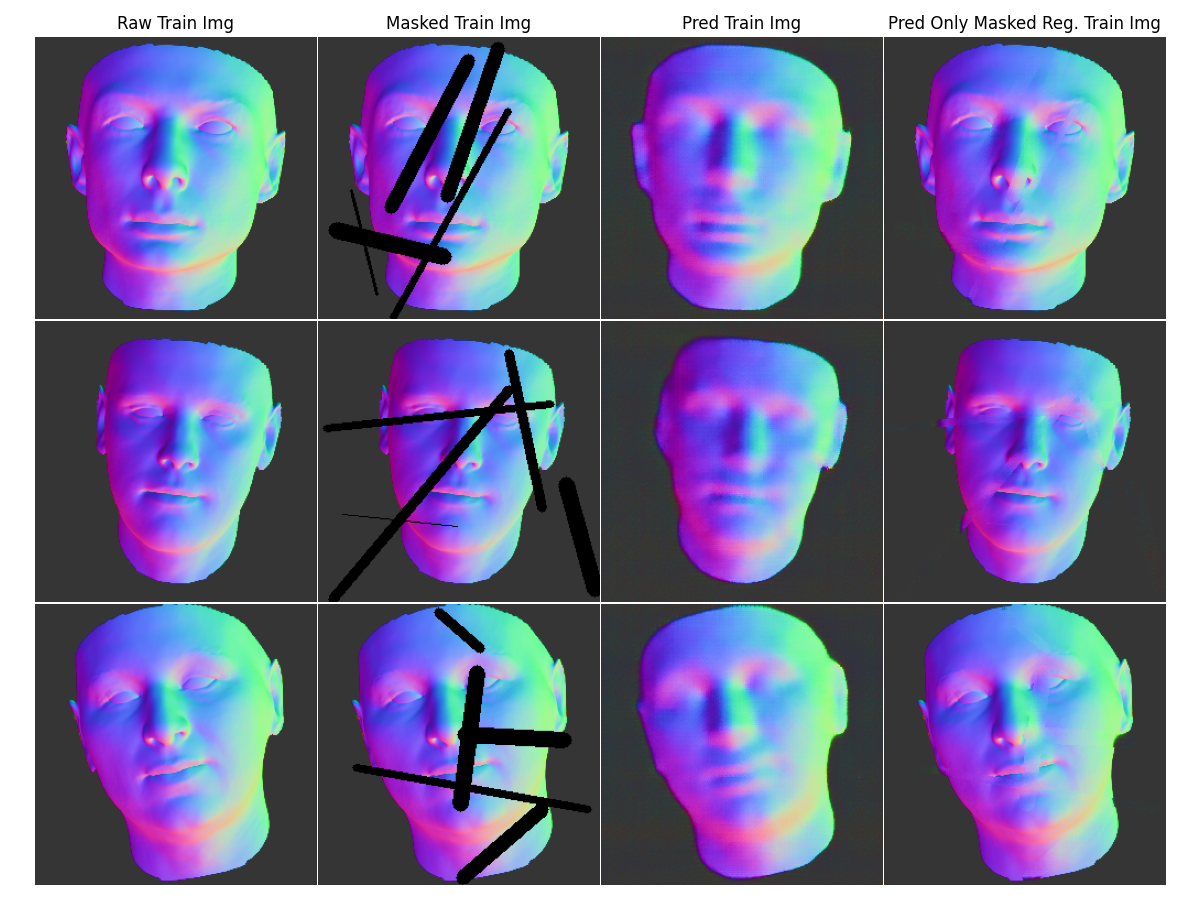 Raw Train Img
Masked Train Img
Pred Train Img
Pred Only Masked Reg. Train Img